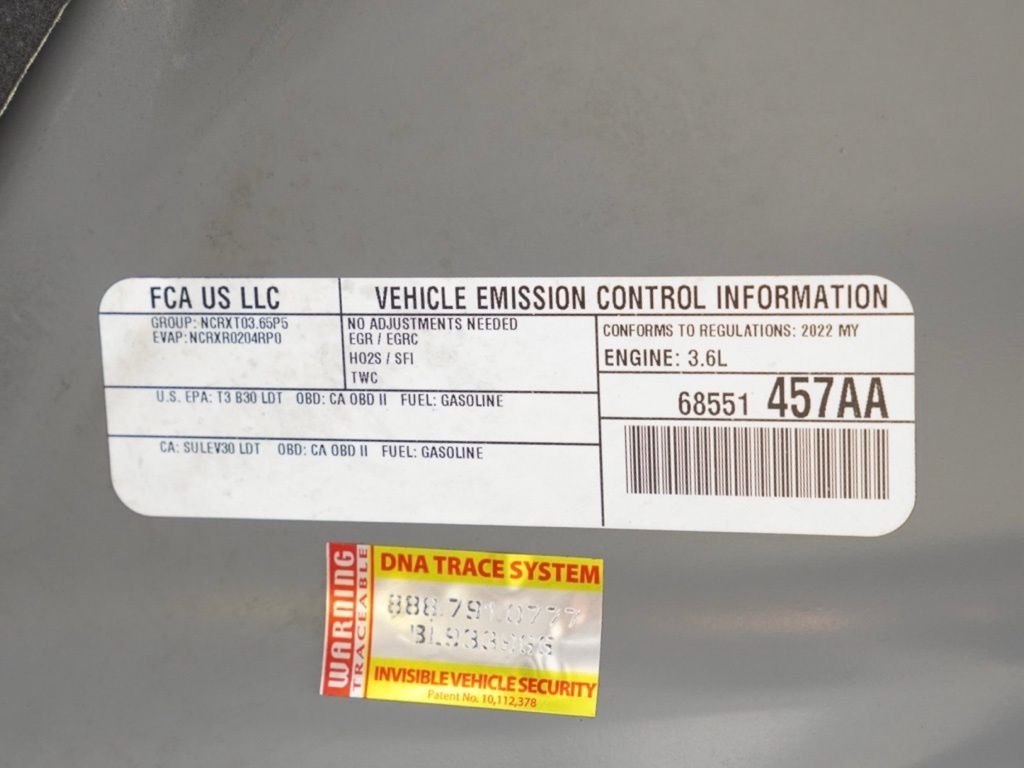 FCA US LLC
VEHICLE EMISSION CONTROL INFORMATION
GROUP: NCRXT03.65P5
EVAP: NCRXR0204RP0
NO ADJUSTMENTS NEEDED
EGR / EGRC
HO2S / SFI
TWC
CONFORMS TO REGULATIONS: 2022 MY
ENGINE: 3.6L
68551 457AA
U.S. EPA: T3 B30 LDT OBD: CA OBD II FUEL: GASOLINE
CA: SULEV30 LDT OBD: CA OBD II FUEL: GASOLINE
WARNING
TRACEABLE
DNA TRACE SYSTEM
888.791.0777
INVISIBLE VEHICLE SECURITY
Patent No. 10,112,378